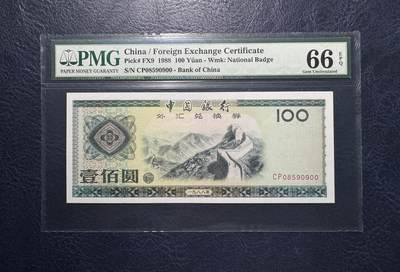 PMG
PAPER MONEY GUARANTY
China / Foreign Exchange Certificate
Pick# FX9 1988 100 Yüan - Wmk: National Badge
S/N CP08590900 - Bank of China
66 EPQ
Gem Uncirculated
中国银行
外汇兑换券
100
壹佰圆
CP08590900
一九八八年